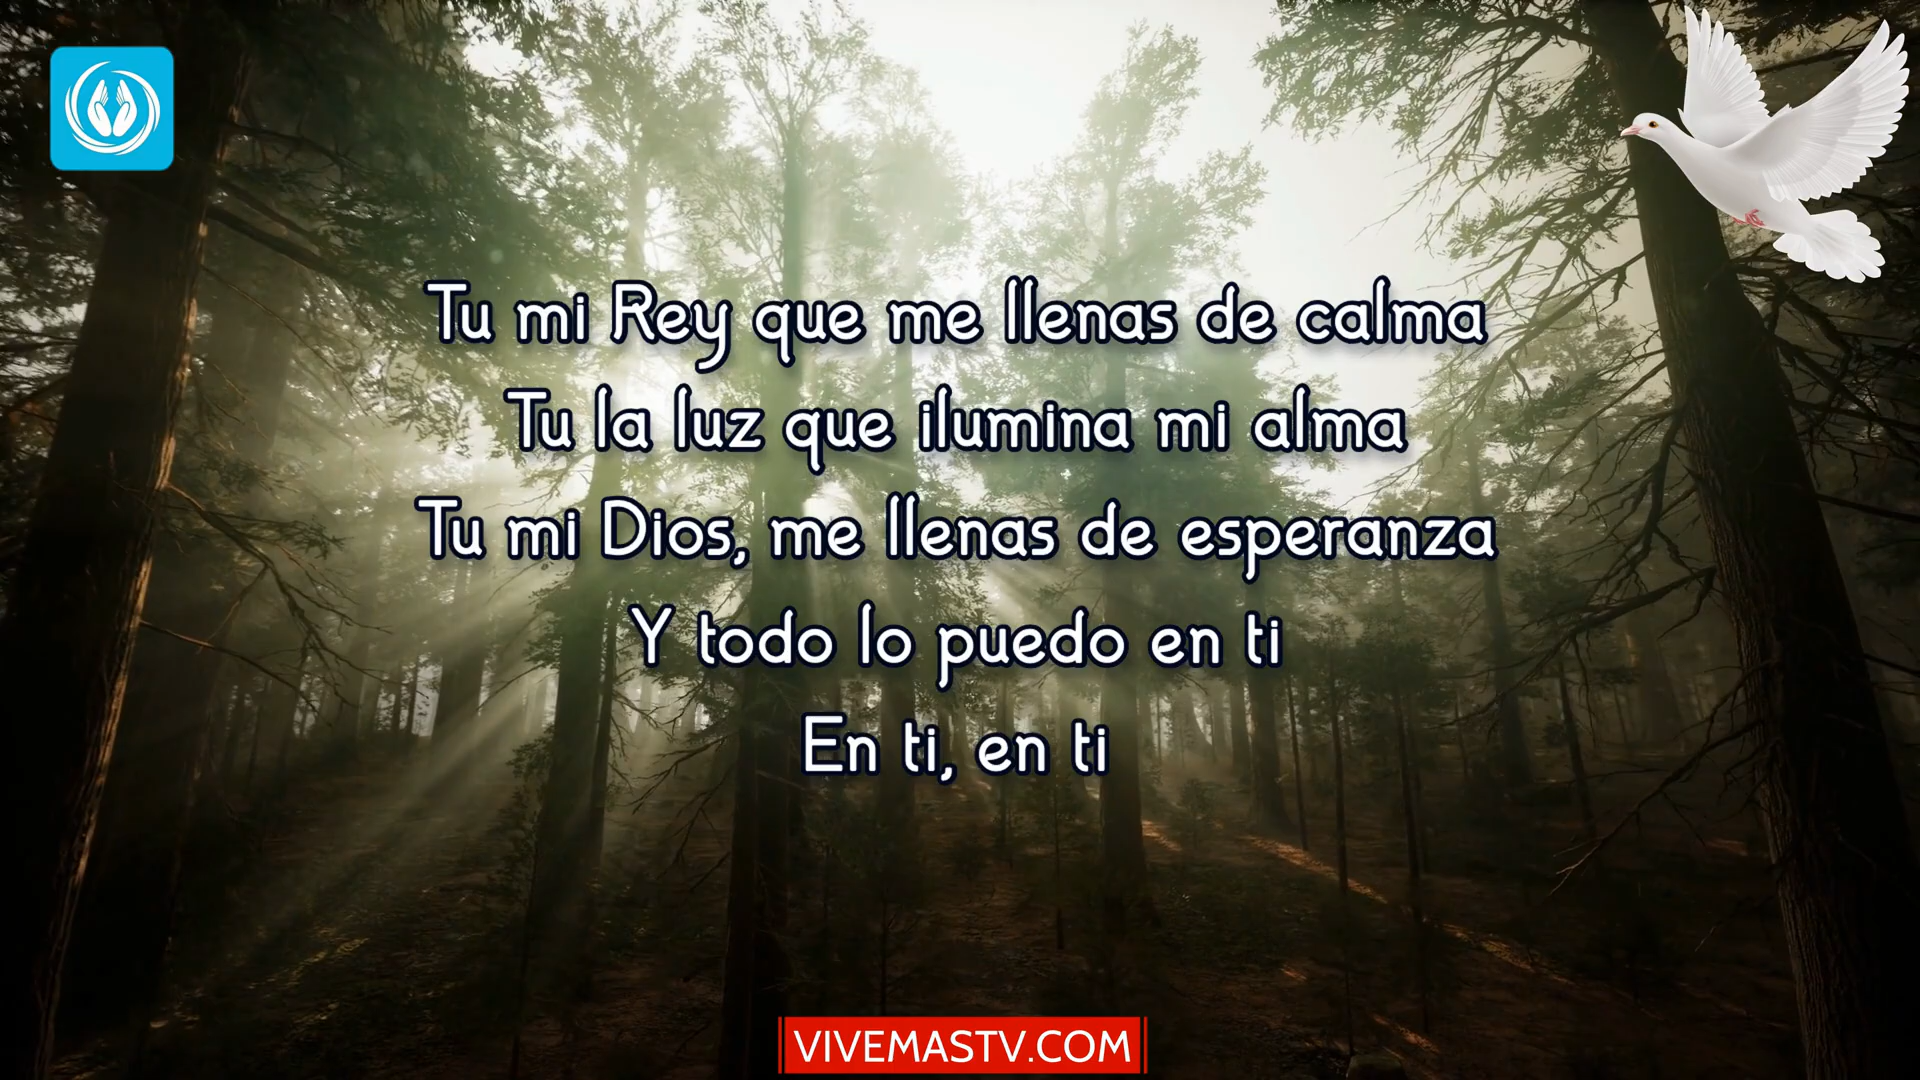 Tu mi Rey que me llenas de calma
Tu la luz que ilumina mi alma
Tu mi Dios, me llenas de esperanza
Y todo lo puedo en ti
En ti, en ti
VIVEMASTV.COM